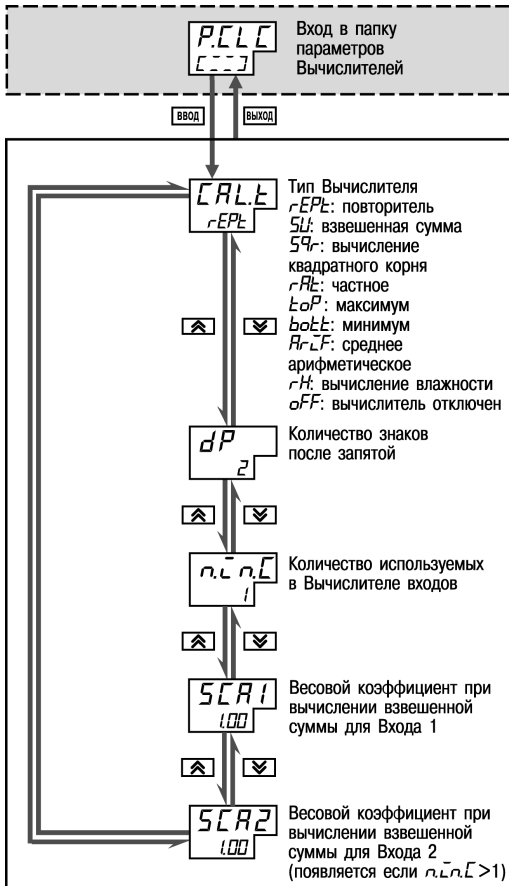 P.CLC
[---]
Вход в папку
параметров
Вычислителей
ВВОД
ВЫХОД
CAL.t
rEPt
Тип Вычислителя
rEPt: повторитель
SU: взвешенная сумма
Sqr: вычисление
квадратного корня
rAt: частное
toP: максимум
bott: минимум
AriF: среднее
арифметическое
rH: вычисление влажности
oFF: вычислитель отключен
dP
2
Количество знаков
после запятой
n.in.C
1
Количество используемых
в Вычислителе входов
SCA1
1.00
Весовой коэффициент при
вычислении взвешенной
суммы для Входа 1
SCA2
1.00
Весовой коэффициент при
вычислении взвешенной
суммы для Входа 2
(появляется если n.in.C >1)